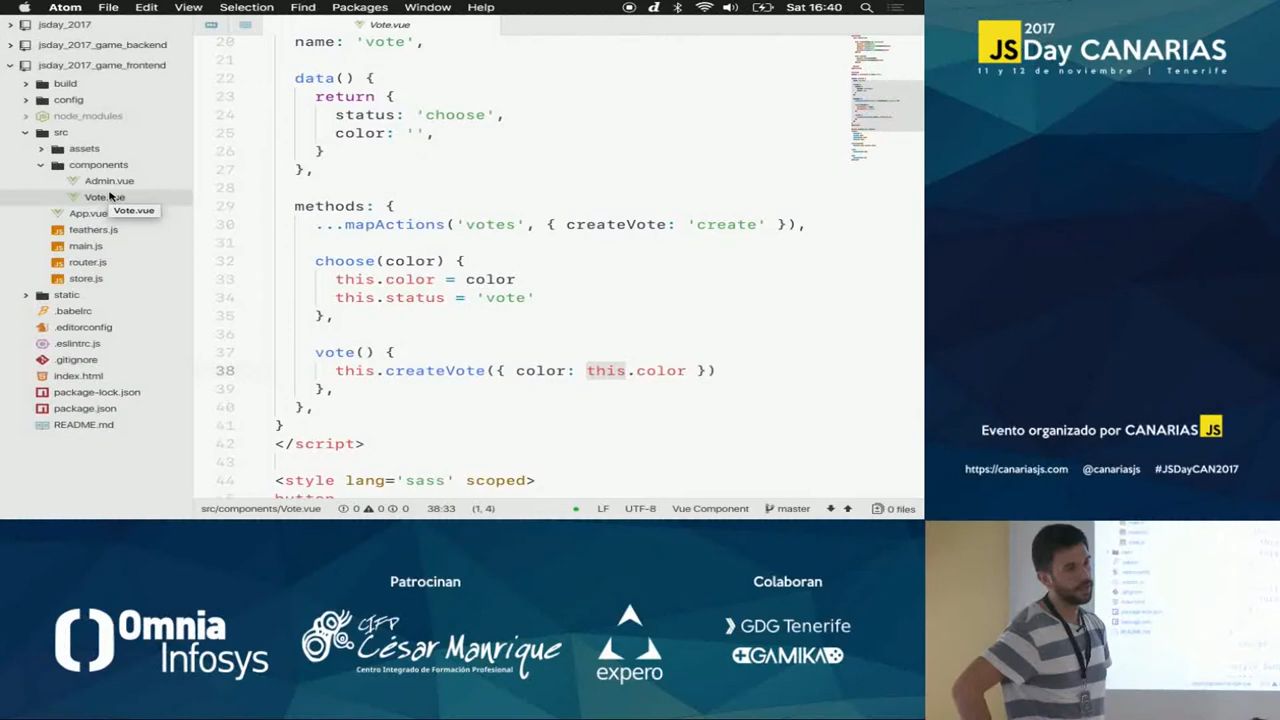 Atom File Edit View Selection Find Packages Window Help Sat 16:40
jsday_2017
jsday_2017_game_backend
jsday_2017_game_frontend
build
config
node_modules
src
assets
components
Admin.vue
Vote.vue
Vote.vue
App.vue
feathers.js
main.js
router.js
store.js
static
.babelrc
.editorconfig
.eslintrc.js
.gitignore
index.html
package-lock.json
package.json
README.md
Vote.vue
20 name: 'vote',
21
22 data() {
23 return {
24 status: 'choose',
25 color: '',
26 }
27 },
28
29 methods: {
30 ...mapActions('votes', { createVote: 'create' }),
31
32 choose(color) {
33 this.color = color
34 this.status = 'vote'
35 },
36
37 vote() {
38 this.createVote({ color: this.color })
39 },
40 },
41 }
42 </script>
43
44 <style lang='sass' scoped>
button
src/components/Vote.vue 0 0 0 38:33 (1, 4) LF UTF-8 Vue Component master 0 files
2017
JS JSDay CANARIAS
11 y 12 de noviembre | Tenerife
Evento organizado por CANARIAS JS
https://canariasjs.com @canariasjs #JSDayCAN2017
Patrocinan
Omnia
Infosys
CIFP
César Manrique
Centro Integrado de Formación Profesional
expero
Colaboran
GDG Tenerife
GAMIKA